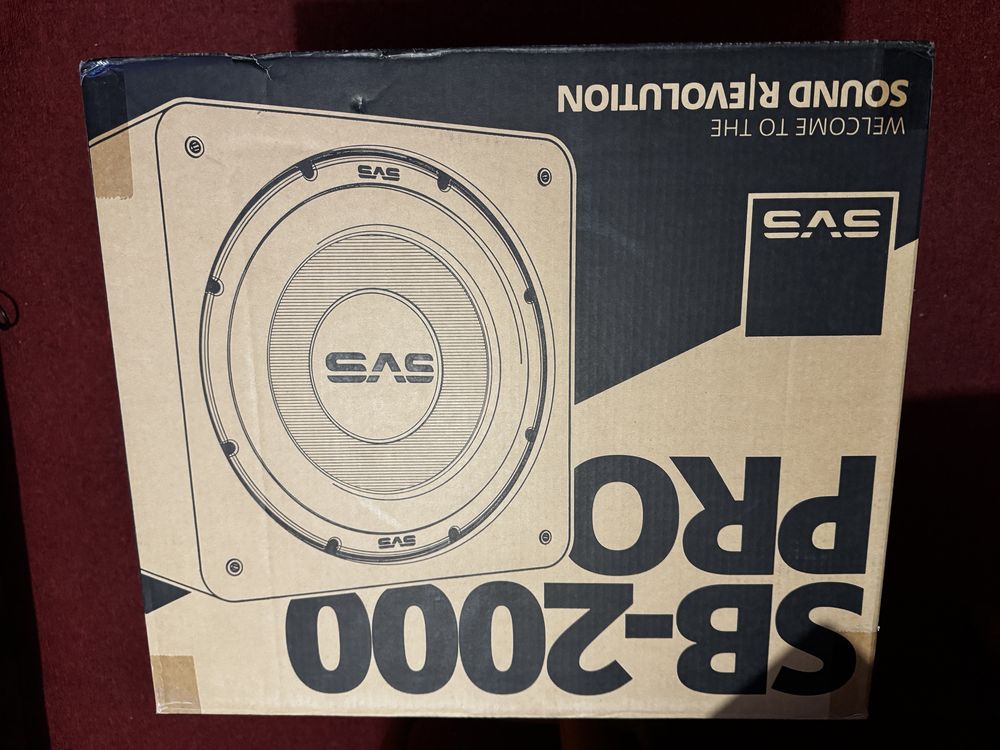 SB-2000
PRO
SVS
SVS
SVS
SVS
WELCOME TO THE
SOUND R|EVOLUTION